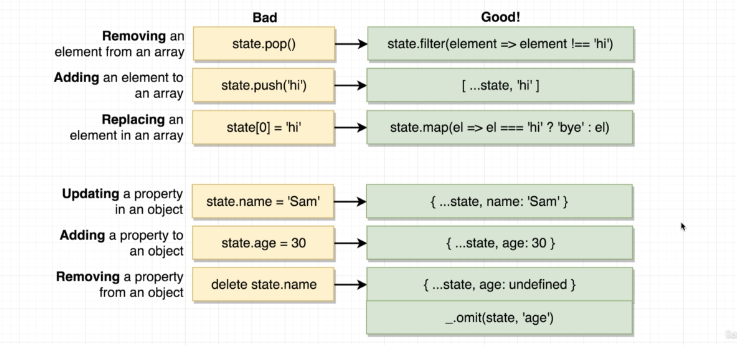 Bad
Good!
Removing an
element from an array
state.pop()
state.filter(element => element !== 'hi')
Adding an element to
an array
state.push('hi')
[ ...state, 'hi' ]
Replacing an
element in an array
state[0] = 'hi'
state.map(el => el === 'hi' ? 'bye' : el)
Updating a property
in an object
state.name = 'Sam'
{ ...state, name: 'Sam' }
Adding a property to
an object
state.age = 30
{ ...state, age: 30 }
Removing a property
from an object
delete state.name
{ ...state, age: undefined }
_.omit(state, 'age')